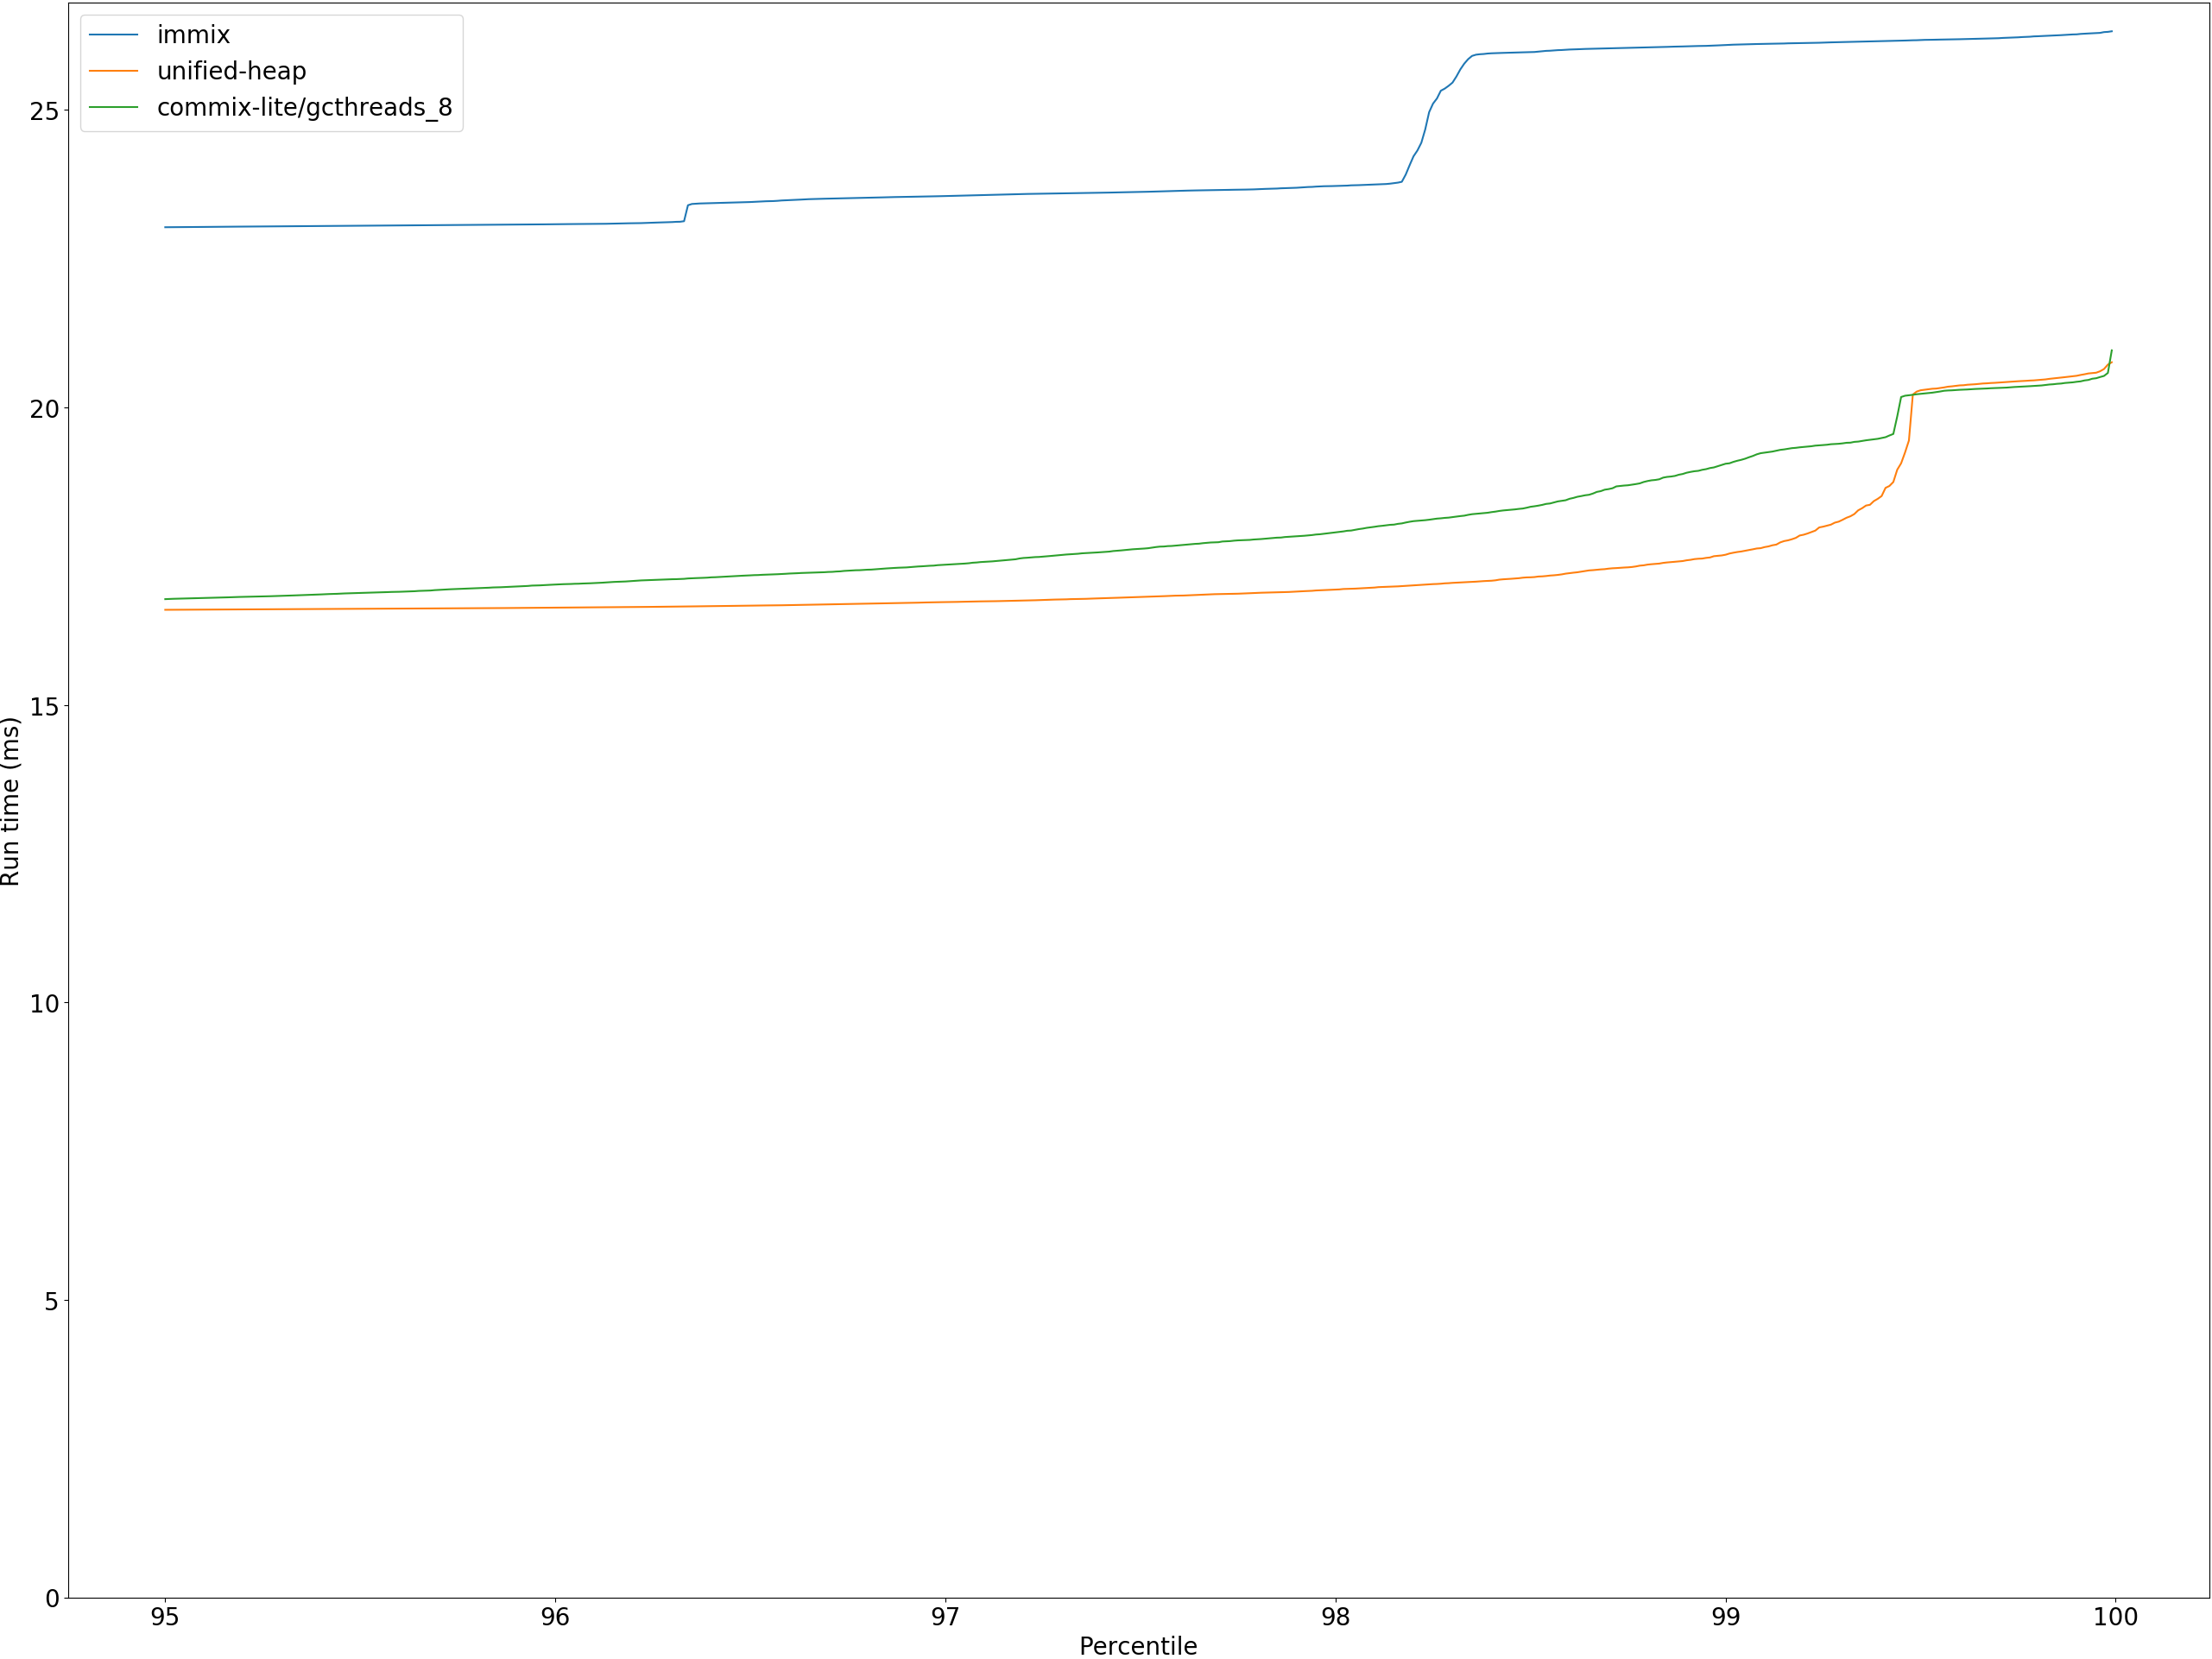 immix
unified-heap
commix-lite/gcthreads_8
25
20
15
10
5
0
Run time (ms)
95 96 97 98 99 100
Percentile